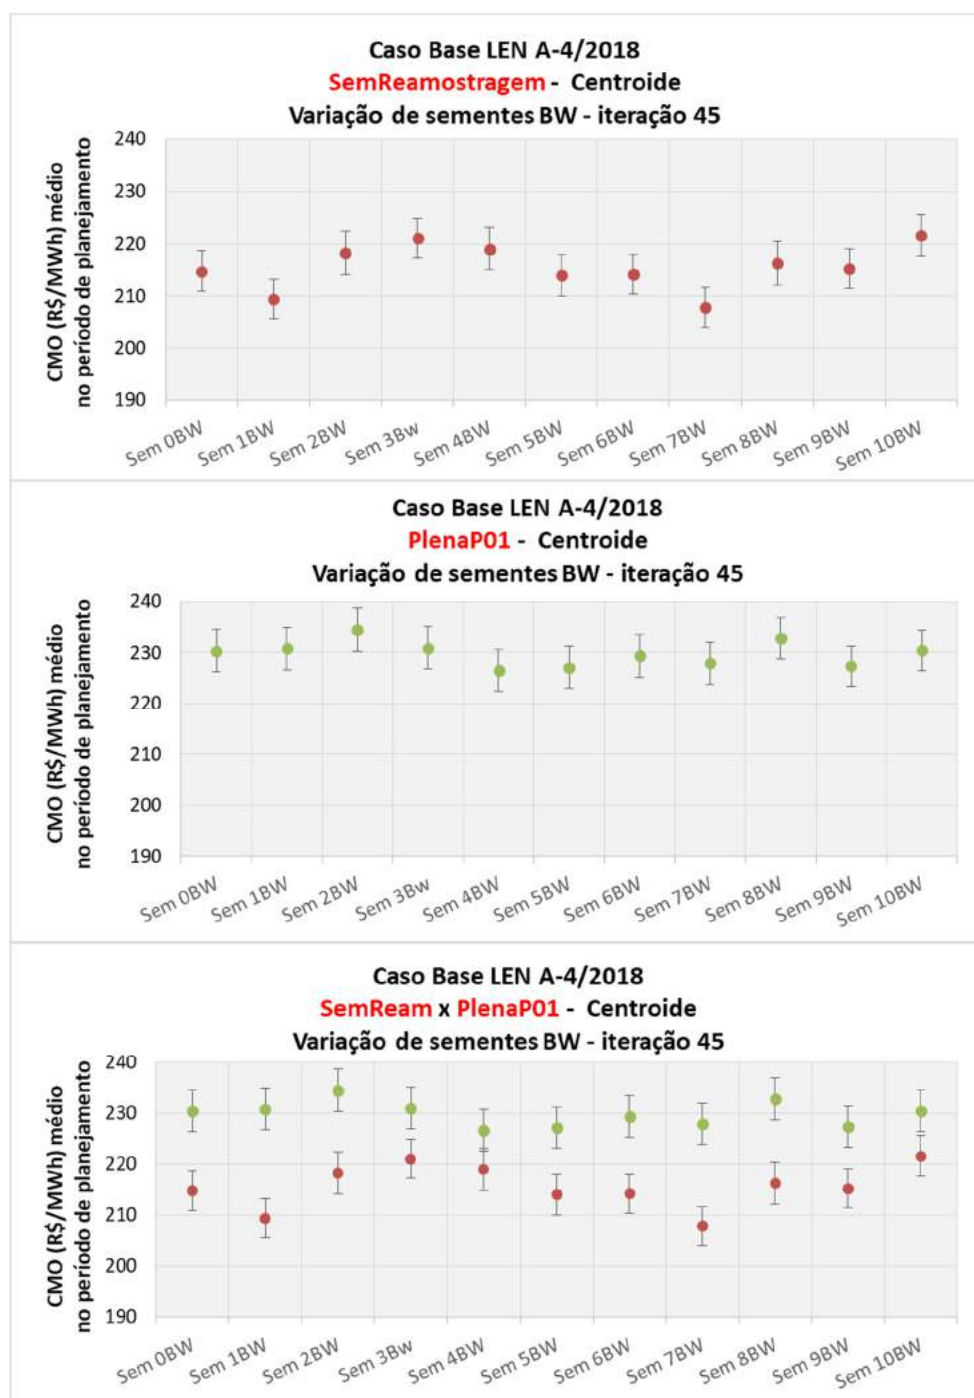 Caso Base LEN A-4/2018
SemReamostragem - Centroide
Variação de sementes BW - iteração 45
CMO (R$/MWh) médio
no período de planejamento
240
230
220
210
200
190
Sem 0BW
Sem 1BW
Sem 2BW
Sem 3Bw
Sem 4BW
Sem 5BW
Sem 6BW
Sem 7BW
Sem 8BW
Sem 9BW
Sem 10BW
Caso Base LEN A-4/2018
PlenaP01 - Centroide
Variação de sementes BW - iteração 45
CMO (R$/MWh) médio
no período de planejamento
240
230
220
210
200
190
Sem 0BW
Sem 1BW
Sem 2BW
Sem 3Bw
Sem 4BW
Sem 5BW
Sem 6BW
Sem 7BW
Sem 8BW
Sem 9BW
Sem 10BW
Caso Base LEN A-4/2018
SemReam x PlenaP01 - Centroide
Variação de sementes BW - iteração 45
CMO (R$/MWh) médio
no período de planejamento
240
230
220
210
200
190
Sem 0BW
Sem 1BW
Sem 2BW
Sem 3Bw
Sem 4BW
Sem 5BW
Sem 6BW
Sem 7BW
Sem 8BW
Sem 9BW
Sem 10BW